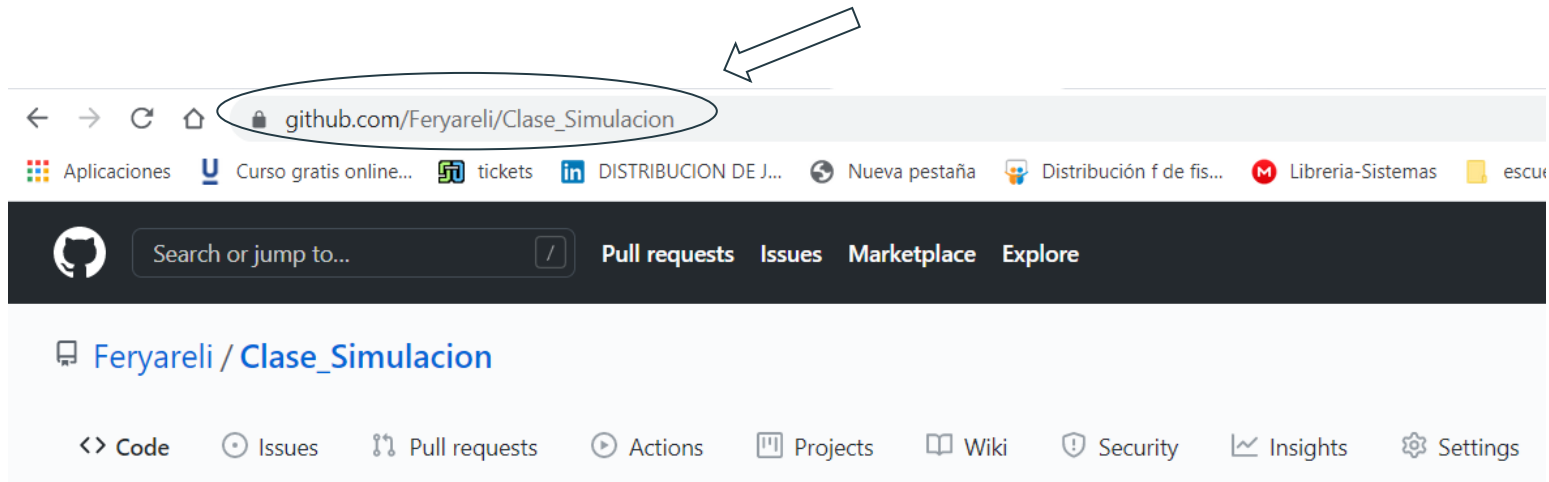 github.com/Feryareli/Clase_Simulacion
Aplicaciones Curso gratis online... tickets DISTRIBUCION DE J... Nueva pestaña Distribución f de fis... Libreria-Sistemas escue
Search or jump to... / Pull requests Issues Marketplace Explore
Feryareli / Clase_Simulacion
<> Code Issues Pull requests Actions Projects Wiki Security Insights Settings